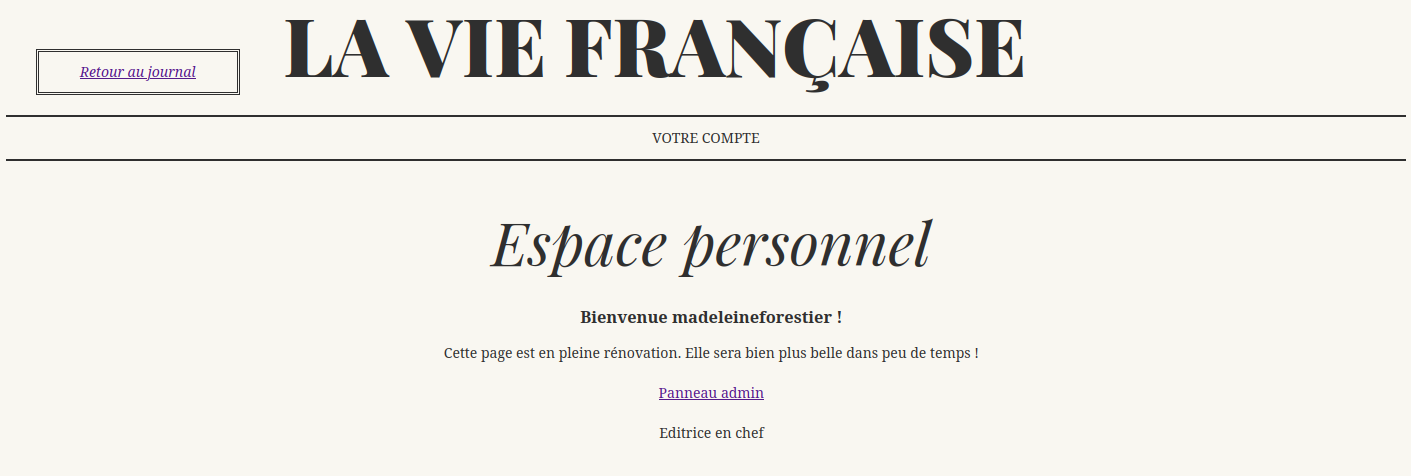 LA VIE FRANÇAISE
Retour au journal
VOTRE COMPTE
Espace personnel
Bienvenue madeleineforestier !
Cette page est en pleine rénovation. Elle sera bien plus belle dans peu de temps !
Panneau admin
Editrice en chef